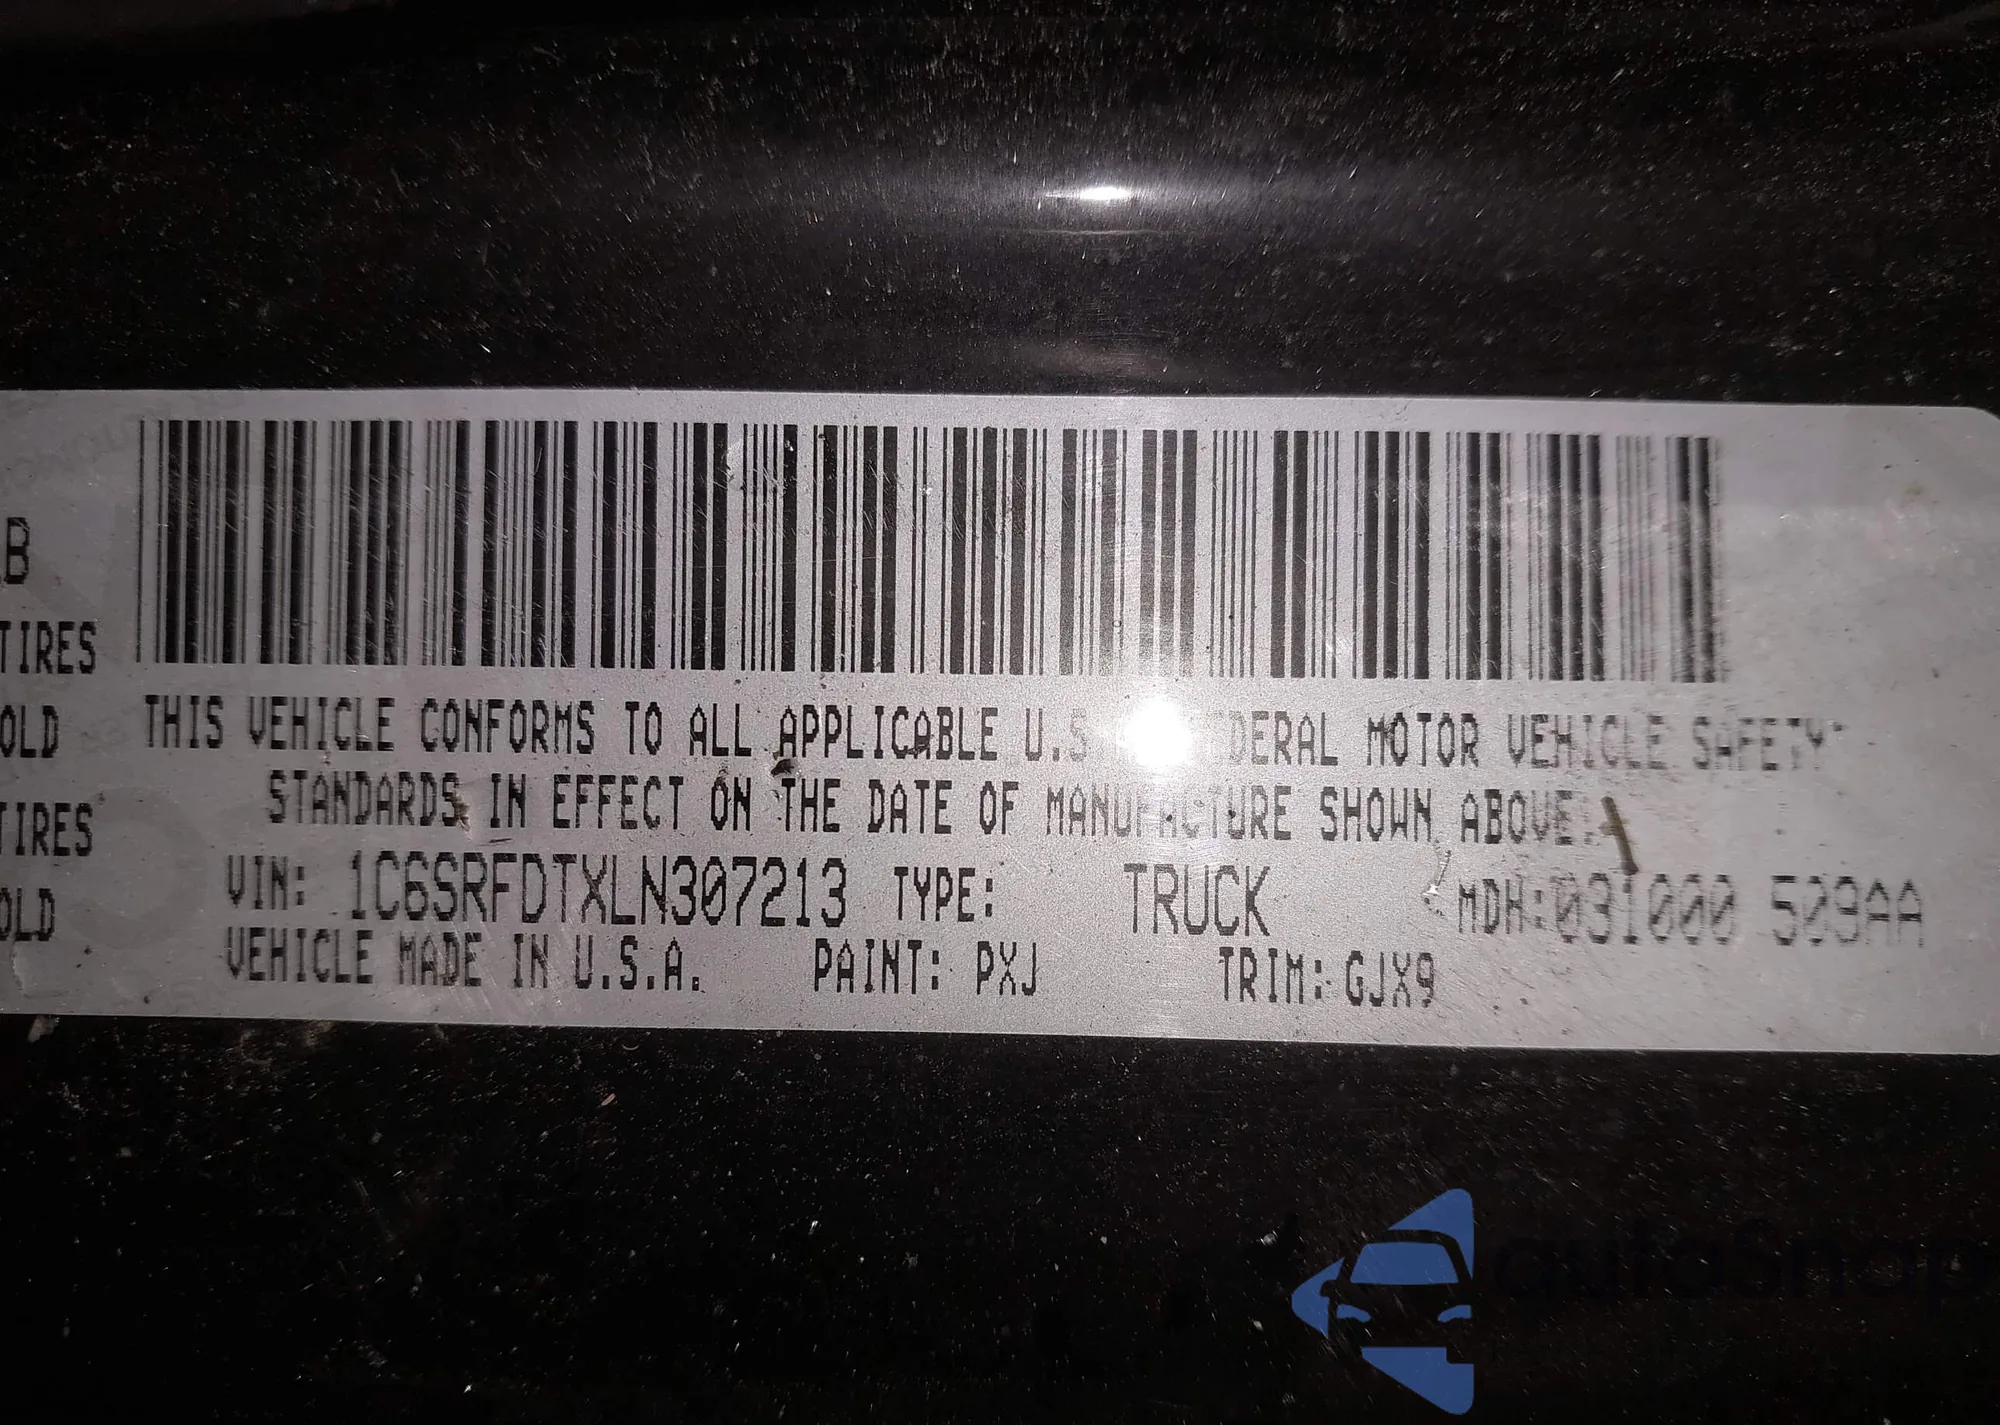 LB
TIRES
OLD
TIRES
OLD
THIS VEHICLE CONFORMS TO ALL APPLICABLE U.S. FEDERAL MOTOR VEHICLE SAFETY
STANDARDS IN EFFECT ON THE DATE OF MANUFACTURE SHOWN ABOVE.
VIN: 1C6SRFDTXLN307213 TYPE: TRUCK MDH:031000 509AA
VEHICLE MADE IN U.S.A. PAINT: PXJ TRIM: GJX9
autoSnap